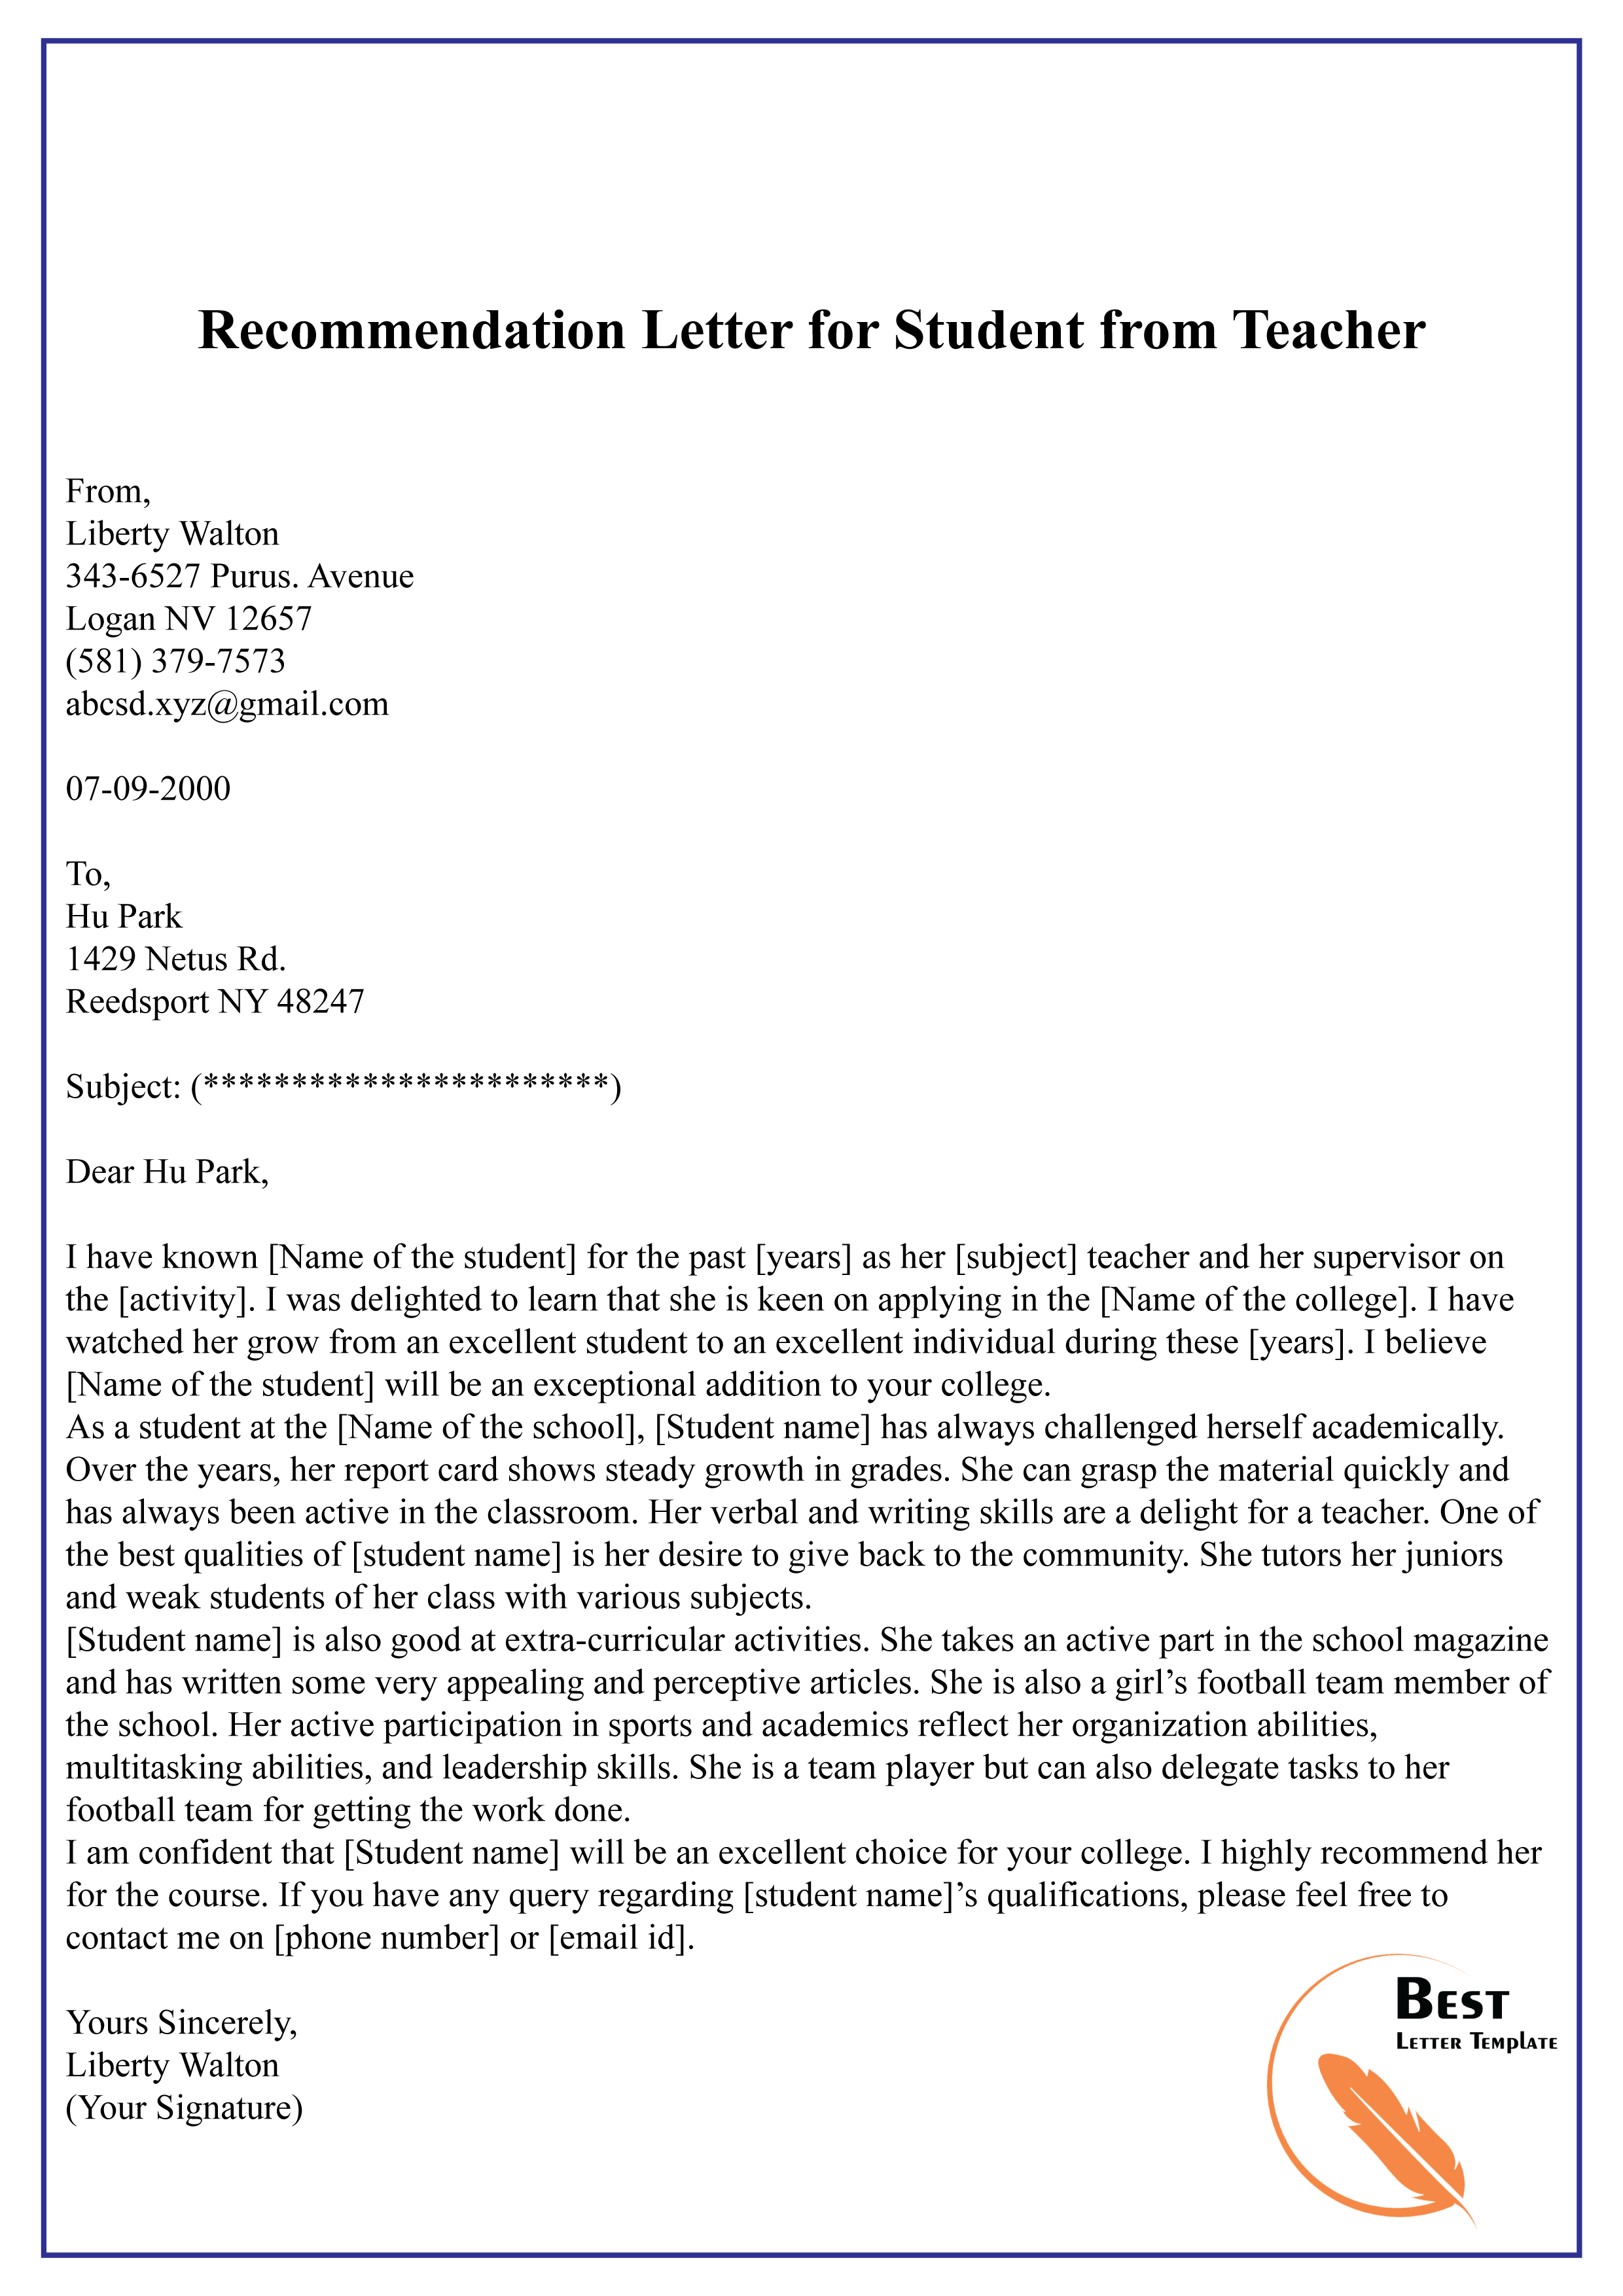 Recommendation Letter for Student from Teacher
From,
Liberty Walton
343-6527 Purus. Avenue
Logan NV 12657
(581) 379-7573
abcsd.xyz@gmail.com
07-09-2000
To,
Hu Park
1429 Netus Rd.
Reedsport NY 48247
Subject: (***********************)
Dear Hu Park,
I have known [Name of the student] for the past [years] as her [subject] teacher and her supervisor on
the [activity]. I was delighted to learn that she is keen on applying in the [Name of the college]. I have
watched her grow from an excellent student to an excellent individual during these [years]. I believe
[Name of the student] will be an exceptional addition to your college.
As a student at the [Name of the school], [Student name] has always challenged herself academically.
Over the years, her report card shows steady growth in grades. She can grasp the material quickly and
has always been active in the classroom. Her verbal and writing skills are a delight for a teacher. One of
the best qualities of [student name] is her desire to give back to the community. She tutors her juniors
and weak students of her class with various subjects.
[Student name] is also good at extra-curricular activities. She takes an active part in the school magazine
and has written some very appealing and perceptive articles. She is also a girl’s football team member of
the school. Her active participation in sports and academics reflect her organization abilities,
multitasking abilities, and leadership skills. She is a team player but can also delegate tasks to her
football team for getting the work done.
I am confident that [Student name] will be an excellent choice for your college. I highly recommend her
for the course. If you have any query regarding [student name]’s qualifications, please feel free to
contact me on [phone number] or [email id].
Yours Sincerely,
Liberty Walton
(Your Signature)
Best
Letter Template